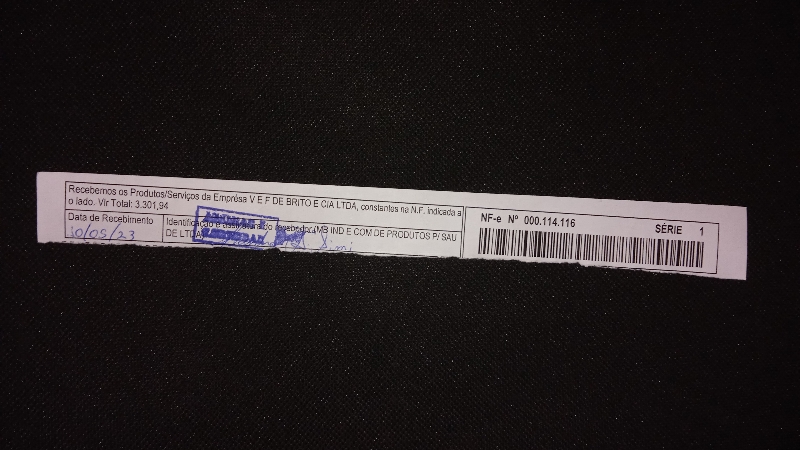 Recebemos os Produtos/Serviços da Empresa V E F DE BRITO E CIA LTDA, constantes na N.F. indicada a
o lado. Vlr Total: 3.301,94
NF-e Nº 000.114.116 SÉRIE 1
Data de Recebimento
30/05/23
Identificação e do MB IND E COM DE PRODUTOS P/ SAU
DE LTDA